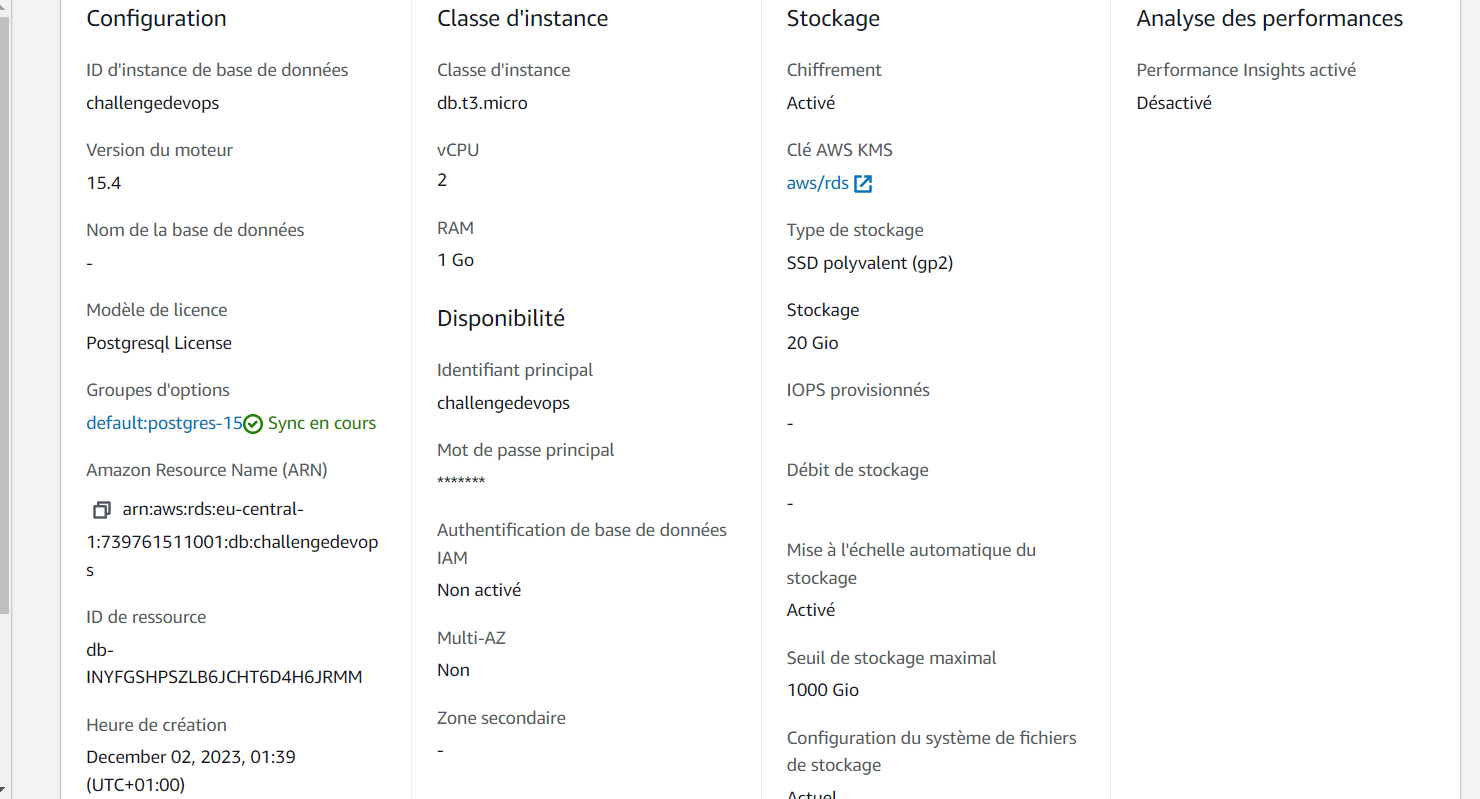 Configuration
ID d'instance de base de données
challengedevops
Version du moteur
15.4
Nom de la base de données
-
Modèle de licence
Postgresql License
Groupes d'options
default:postgres-15 Sync en cours
Amazon Resource Name (ARN)
arn:aws:rds:eu-central-
1:739761511001:db:challengedevop
s
ID de ressource
db-
INYFGSHPSZLB6JCHT6D4H6JRMM
Heure de création
December 02, 2023, 01:39
(UTC+01:00)
Classe d'instance
Classe d'instance
db.t3.micro
vCPU
2
RAM
1 Go
Disponibilité
Identifiant principal
challengedevops
Mot de passe principal
*******
Authentification de base de données
IAM
Non activé
Multi-AZ
Non
Zone secondaire
-
Stockage
Chiffrement
Activé
Clé AWS KMS
aws/rds
Type de stockage
SSD polyvalent (gp2)
Stockage
20 Gio
IOPS provisionnés
-
Débit de stockage
-
Mise à l'échelle automatique du
stockage
Activé
Seuil de stockage maximal
1000 Gio
Configuration du système de fichiers
de stockage
Actuel
Analyse des performances
Performance Insights activé
Désactivé